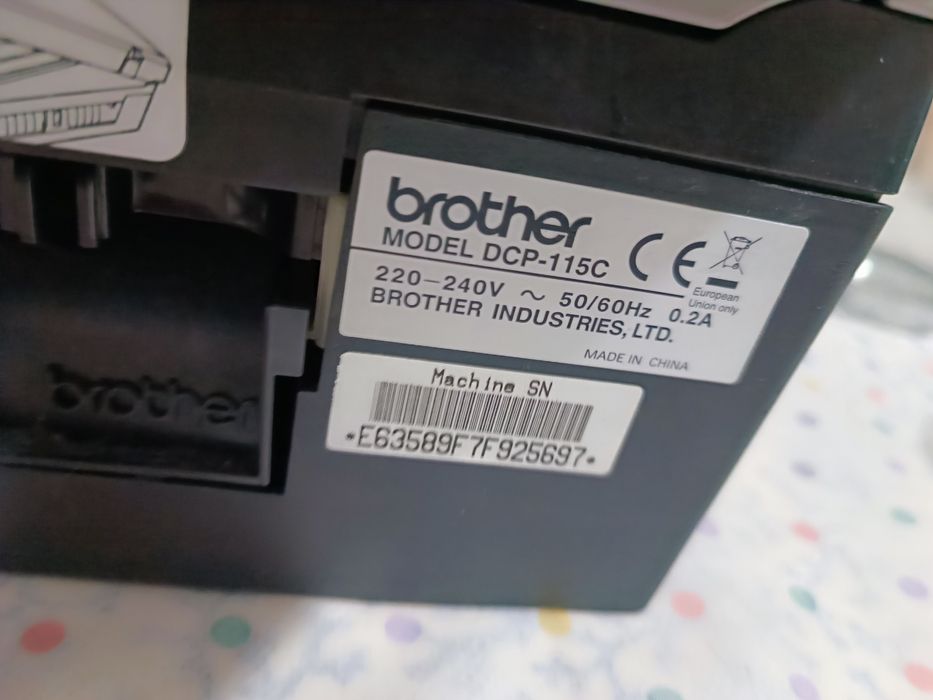 brother
MODEL DCP-115C
220-240V ~ 50/60Hz 0.2A
BROTHER INDUSTRIES, LTD.
CE
European
Union only
MADE IN CHINA
Machine SN
*E63589F7F925697*
brother